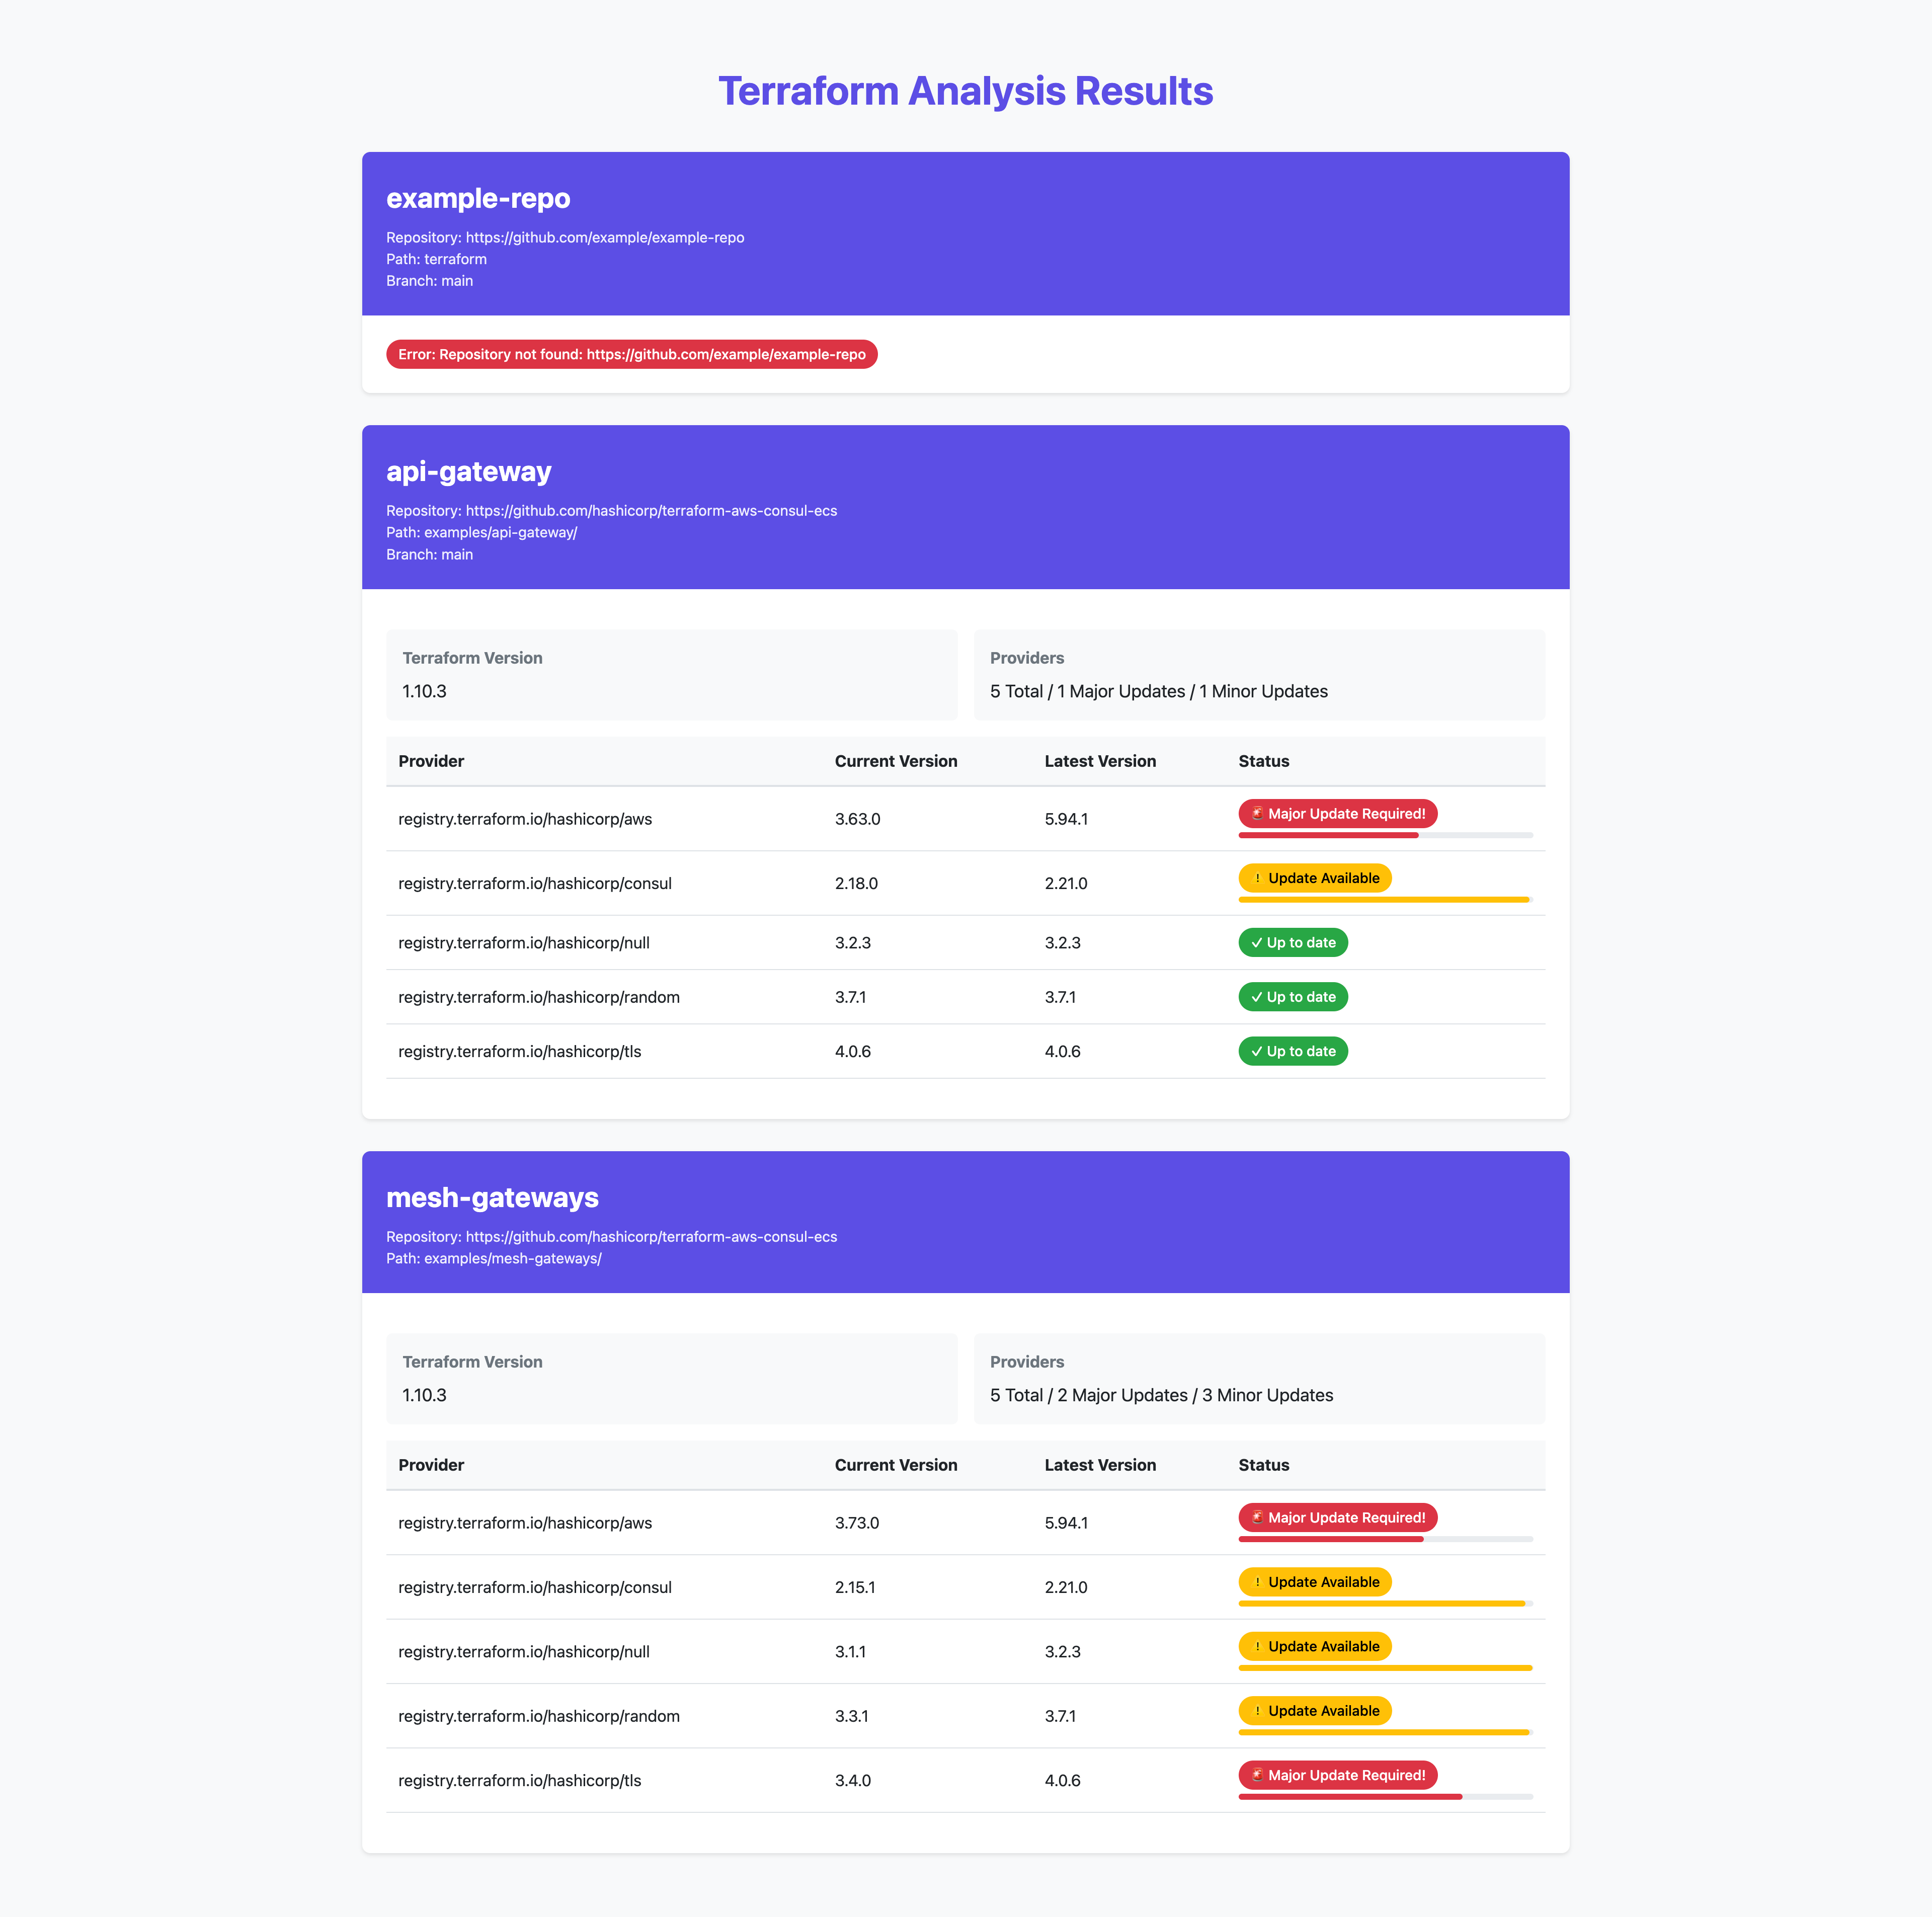 Terraform Analysis Results
example-repo
Repository: https://github.com/example/example-repo
Path: terraform
Branch: main
Error: Repository not found: https://github.com/example/example-repo
api-gateway
Repository: https://github.com/hashicorp/terraform-aws-consul-ecs
Path: examples/api-gateway/
Branch: main
Terraform Version
1.10.3
Providers
5 Total / 1 Major Updates / 1 Minor Updates
Provider Current Version Latest Version Status
registry.terraform.io/hashicorp/aws 3.63.0 5.94.1 🚨 Major Update Required!
registry.terraform.io/hashicorp/consul 2.18.0 2.21.0 ⚠️ Update Available
registry.terraform.io/hashicorp/null 3.2.3 3.2.3 ✓ Up to date
registry.terraform.io/hashicorp/random 3.7.1 3.7.1 ✓ Up to date
registry.terraform.io/hashicorp/tls 4.0.6 4.0.6 ✓ Up to date
mesh-gateways
Repository: https://github.com/hashicorp/terraform-aws-consul-ecs
Path: examples/mesh-gateways/
Terraform Version
1.10.3
Providers
5 Total / 2 Major Updates / 3 Minor Updates
Provider Current Version Latest Version Status
registry.terraform.io/hashicorp/aws 3.73.0 5.94.1 🚨 Major Update Required!
registry.terraform.io/hashicorp/consul 2.15.1 2.21.0 ⚠️ Update Available
registry.terraform.io/hashicorp/null 3.1.1 3.2.3 ⚠️ Update Available
registry.terraform.io/hashicorp/random 3.3.1 3.7.1 ⚠️ Update Available
registry.terraform.io/hashicorp/tls 3.4.0 4.0.6 🚨 Major Update Required!